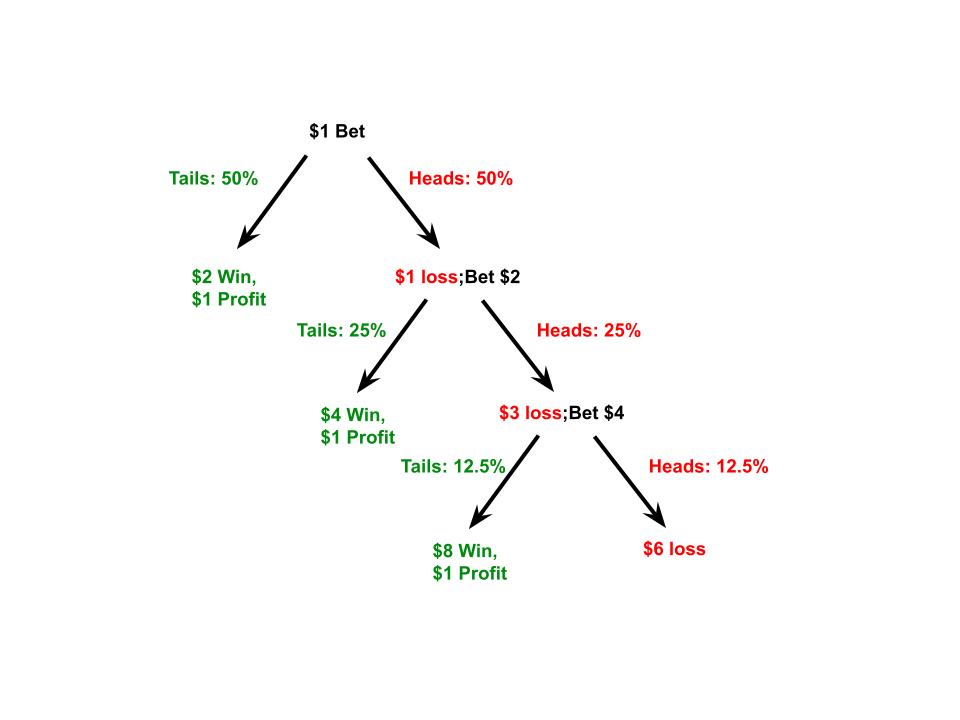 $1 Bet
Tails: 50%
Heads: 50%
$2 Win,
$1 Profit
$1 loss;Bet $2
Tails: 25%
Heads: 25%
$4 Win,
$1 Profit
$3 loss;Bet $4
Tails: 12.5%
Heads: 12.5%
$8 Win,
$1 Profit
$6 loss